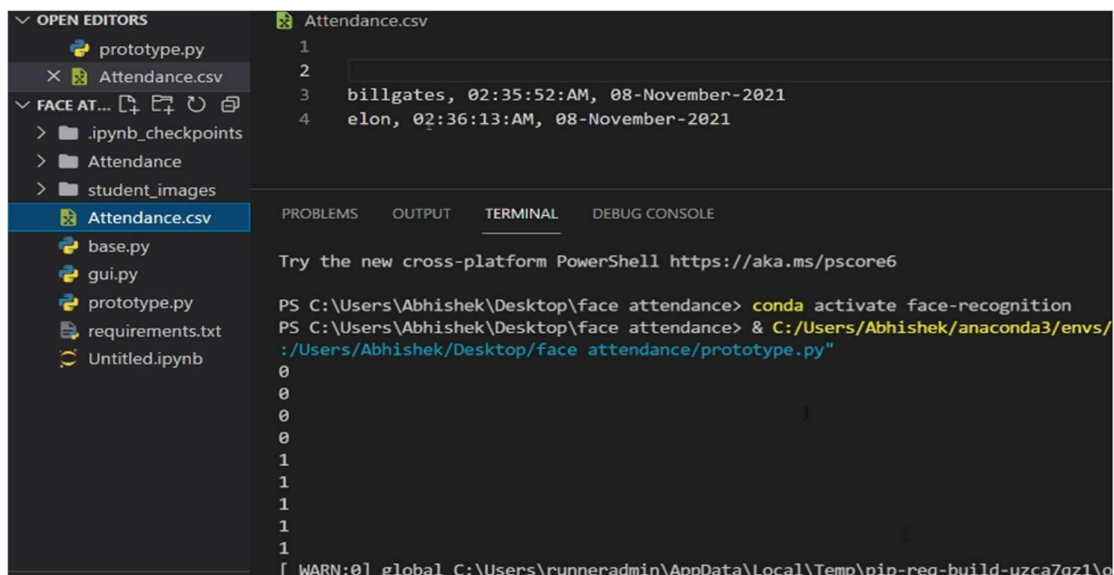 OPEN EDITORS
prototype.py
Attendance.csv
FACE AT...
.ipynb_checkpoints
Attendance
student_images
Attendance.csv
base.py
gui.py
prototype.py
requirements.txt
Untitled.ipynb
Attendance.csv
1
2
3 billgates, 02:35:52:AM, 08-November-2021
4 elon, 02:36:13:AM, 08-November-2021
PROBLEMS OUTPUT TERMINAL DEBUG CONSOLE
Try the new cross-platform PowerShell https://aka.ms/pscore6
PS C:\Users\Abhishek\Desktop\face attendance> conda activate face-recognition
PS C:\Users\Abhishek\Desktop\face attendance> & C:/Users/Abhishek/anaconda3/envs/
:/Users/Abhishek/Desktop/face attendance/prototype.py"
0
0
0
0
1
1
1
1
1
[ WARN:0] global C:\Users\runneradmin\AppData\Local\Temp\pip-req-build-uzca7qz1\o